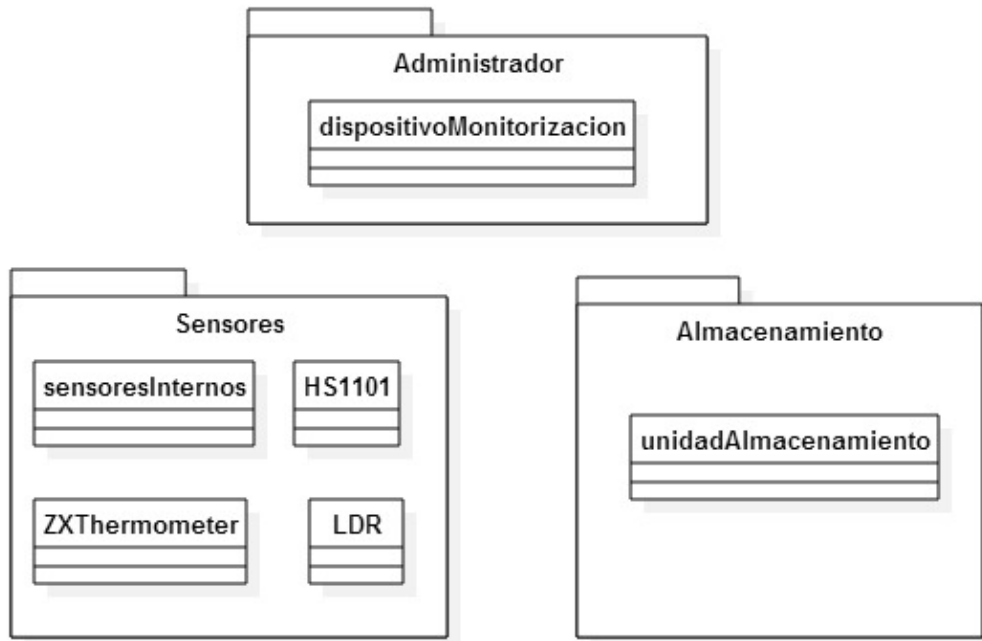 Administrador
dispositivoMonitorizacion
Sensores
sensoresInternos
HS1101
ZXThermometer
LDR
Almacenamiento
unidadAlmacenamiento